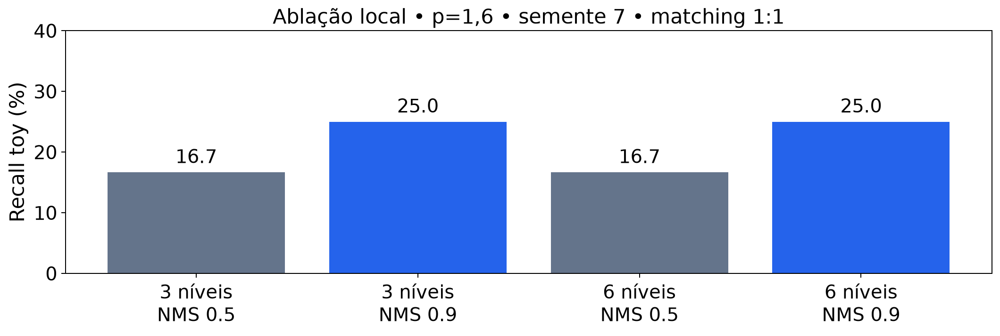 Ablação local • p=1,6 • semente 7 • matching 1:1
Recall toy (%)
40
30
20
10
0
16.7
25.0
16.7
25.0
3 níveis
NMS 0.5
3 níveis
NMS 0.9
6 níveis
NMS 0.5
6 níveis
NMS 0.9